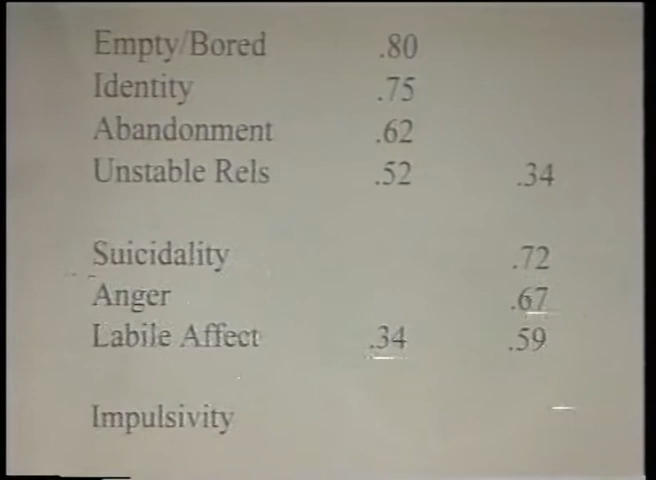 Empty/Bored .80
Identity .75
Abandonment .62
Unstable Rels .52 .34
Suicidality .72
Anger .67
Labile Affect .34 .59
Impulsivity